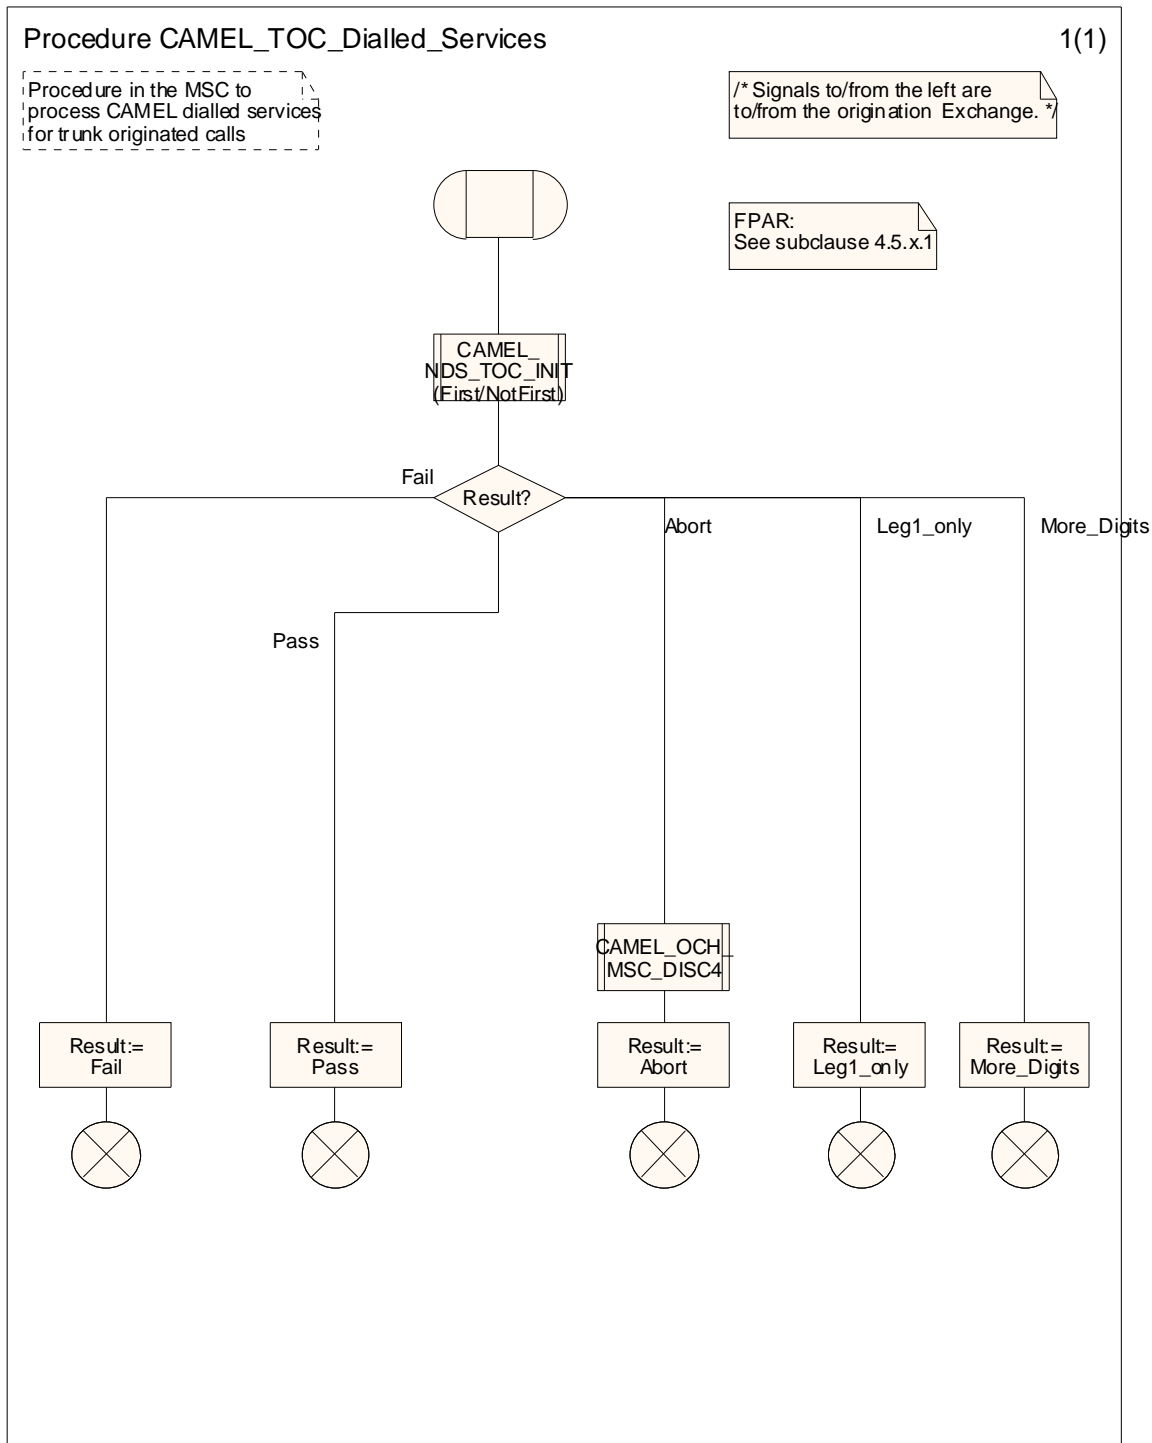 Procedure CAMEL_TOC_Dialled_Services
1(1)
Procedure in the MSC to
process CAMEL dialled services
for trunk originated calls
/* Signals to/from the left are
to/from the origination Exchange. */
FPAR:
See subclause 4.5.x.1
CAMEL_
NDS_TOC_INIT
(First/NotFirst)
Fail
Result?
Abort
Leg1_only
More_Digits
Pass
CAMEL_OCH_
MSC_DISC4
Result:=
Fail
Result:=
Pass
Result:=
Abort
Result:=
Leg1_only
Result:=
More_Digits